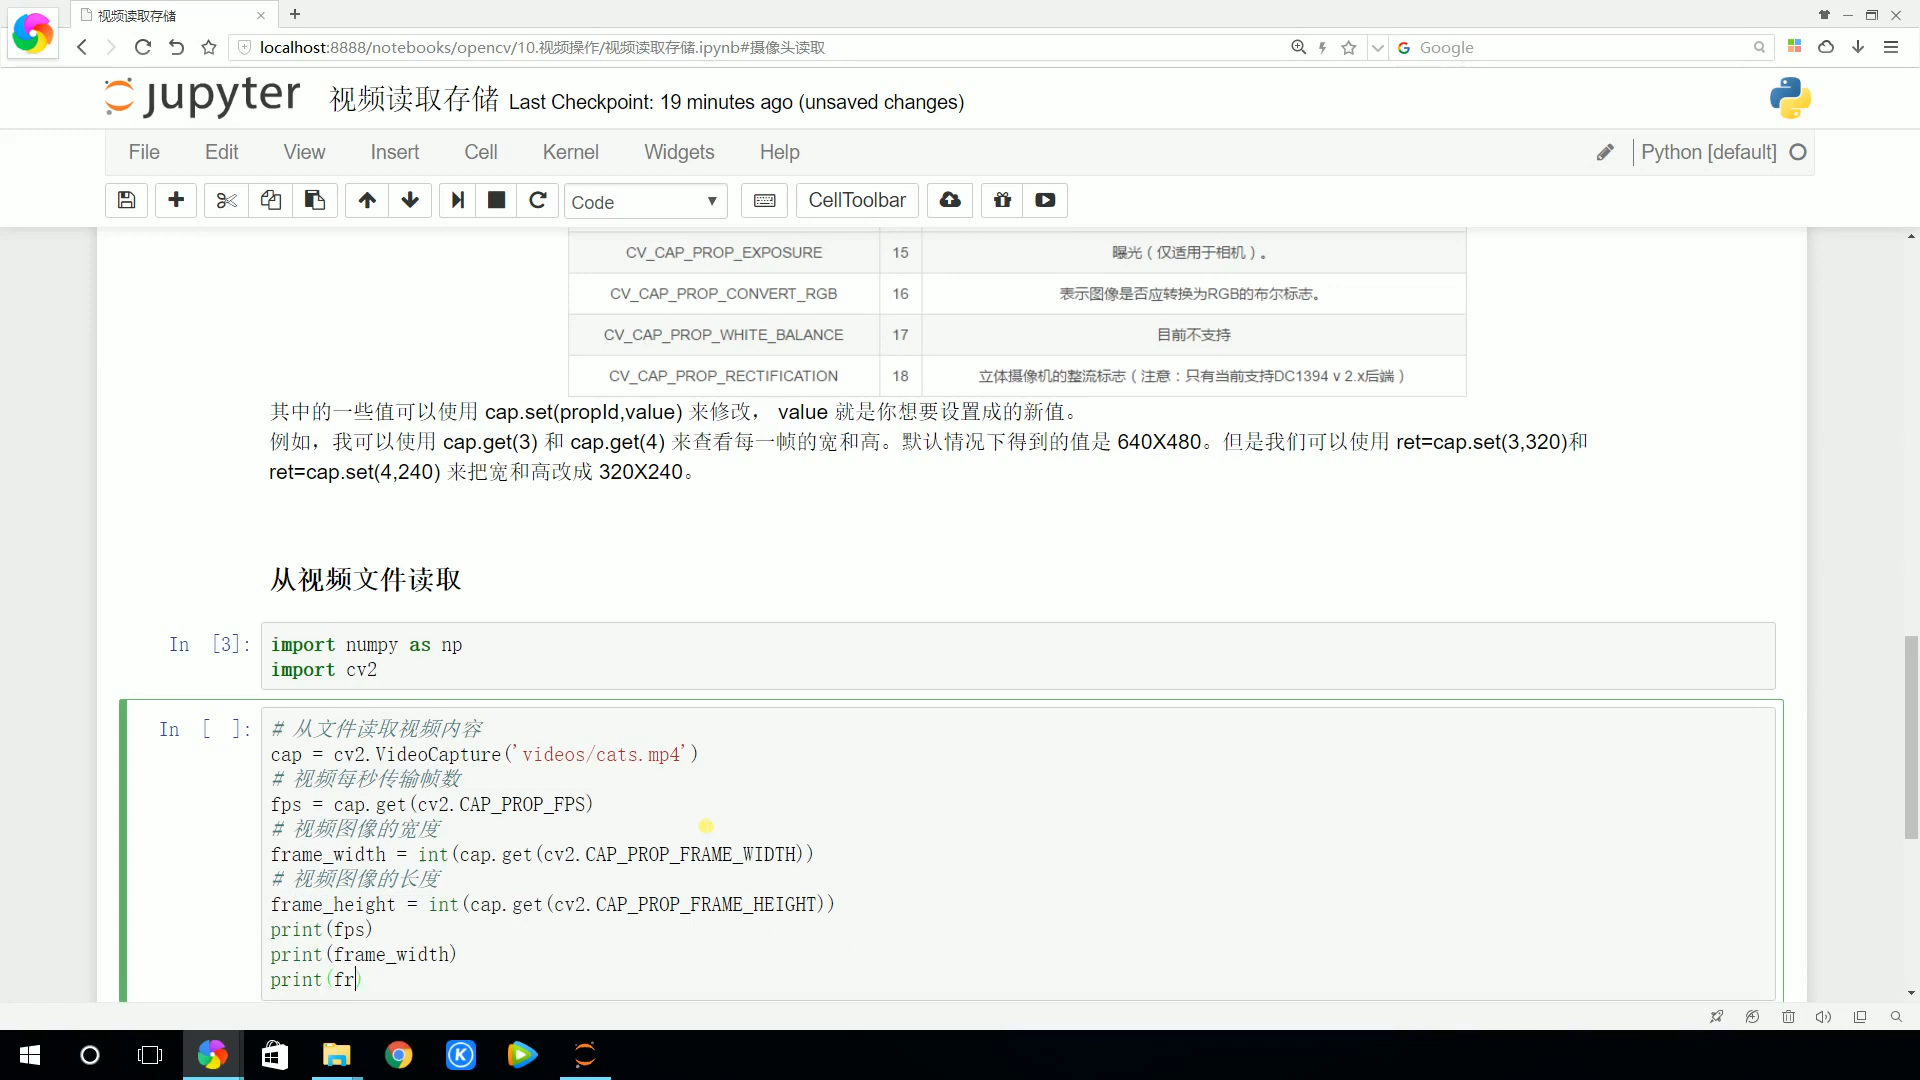 视频读取存储
localhost:8888/notebooks/opencv/10.视频操作/视频读取存储.ipynb#摄像头读取
Google
jupyter 视频读取存储 Last Checkpoint: 19 minutes ago (unsaved changes)
File Edit View Insert Cell Kernel Widgets Help Python [default]
Code CellToolbar
CV_CAP_PROP_EXPOSURE 15 曝光（仅适用于相机）。
CV_CAP_PROP_CONVERT_RGB 16 表示图像是否应转换为RGB的布尔标志。
CV_CAP_PROP_WHITE_BALANCE 17 目前不支持
CV_CAP_PROP_RECTIFICATION 18 立体摄像机的整流标志（注意：只有当前支持DC1394 v 2.x后端）
其中的一些值可以使用 cap.set(propId,value) 来修改， value 就是你想要设置成的新值。
例如，我可以使用 cap.get(3) 和 cap.get(4) 来查看每一帧的宽和高。默认情况下得到的值是 640X480。但是我们可以使用 ret=cap.set(3,320)和
ret=cap.set(4,240) 来把宽和高改成 320X240。
从视频文件读取
In [3]: import numpy as np
import cv2
In [ ]: # 从文件读取视频内容
cap = cv2.VideoCapture('videos/cats.mp4')
# 视频每秒传输帧数
fps = cap.get(cv2.CAP_PROP_FPS)
# 视频图像的宽度
frame_width = int(cap.get(cv2.CAP_PROP_FRAME_WIDTH))
# 视频图像的长度
frame_height = int(cap.get(cv2.CAP_PROP_FRAME_HEIGHT))
print(fps)
print(frame_width)
print(fr)